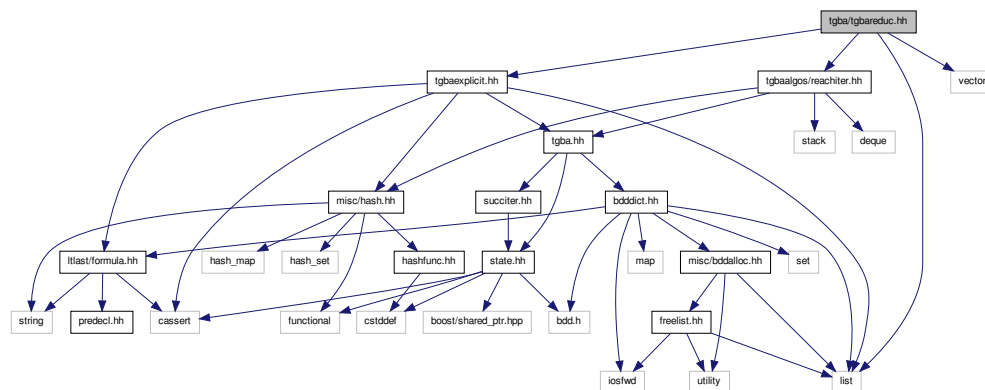 tgba/tgbareduc.hh
tgbaexplicit.hh
tgbaalgos/reachiter.hh
vector
tgba.hh
stack
deque
misc/hash.hh
succiter.hh
bdddict.hh
ltlast/formula.hh
hash_map
hash_set
hashfunc.hh
state.hh
map
misc/bddalloc.hh
set
string
predecl.hh
cassert
functional
cstddef
boost/shared_ptr.hpp
bdd.h
freelist.hh
iosfwd
utility
list